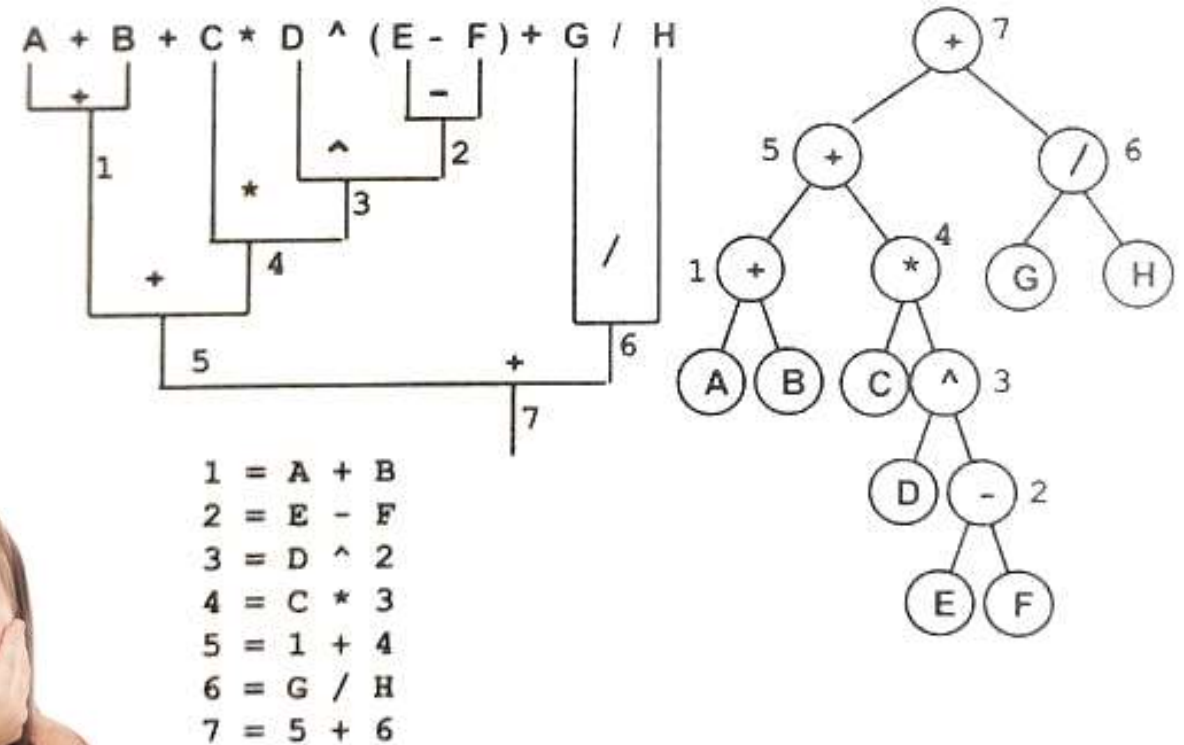 A + B + C * D ^ ( E - F ) + G / H
+
-
1
^
2
*
3
/
4
+
5
+
6
7
1 = A + B
2 = E - F
3 = D ^ 2
4 = C * 3
5 = 1 + 4
6 = G / H
7 = 5 + 6
+ 7
5 + / 6
1 + * 4 G H
A B C ^ 3
D - 2
E F